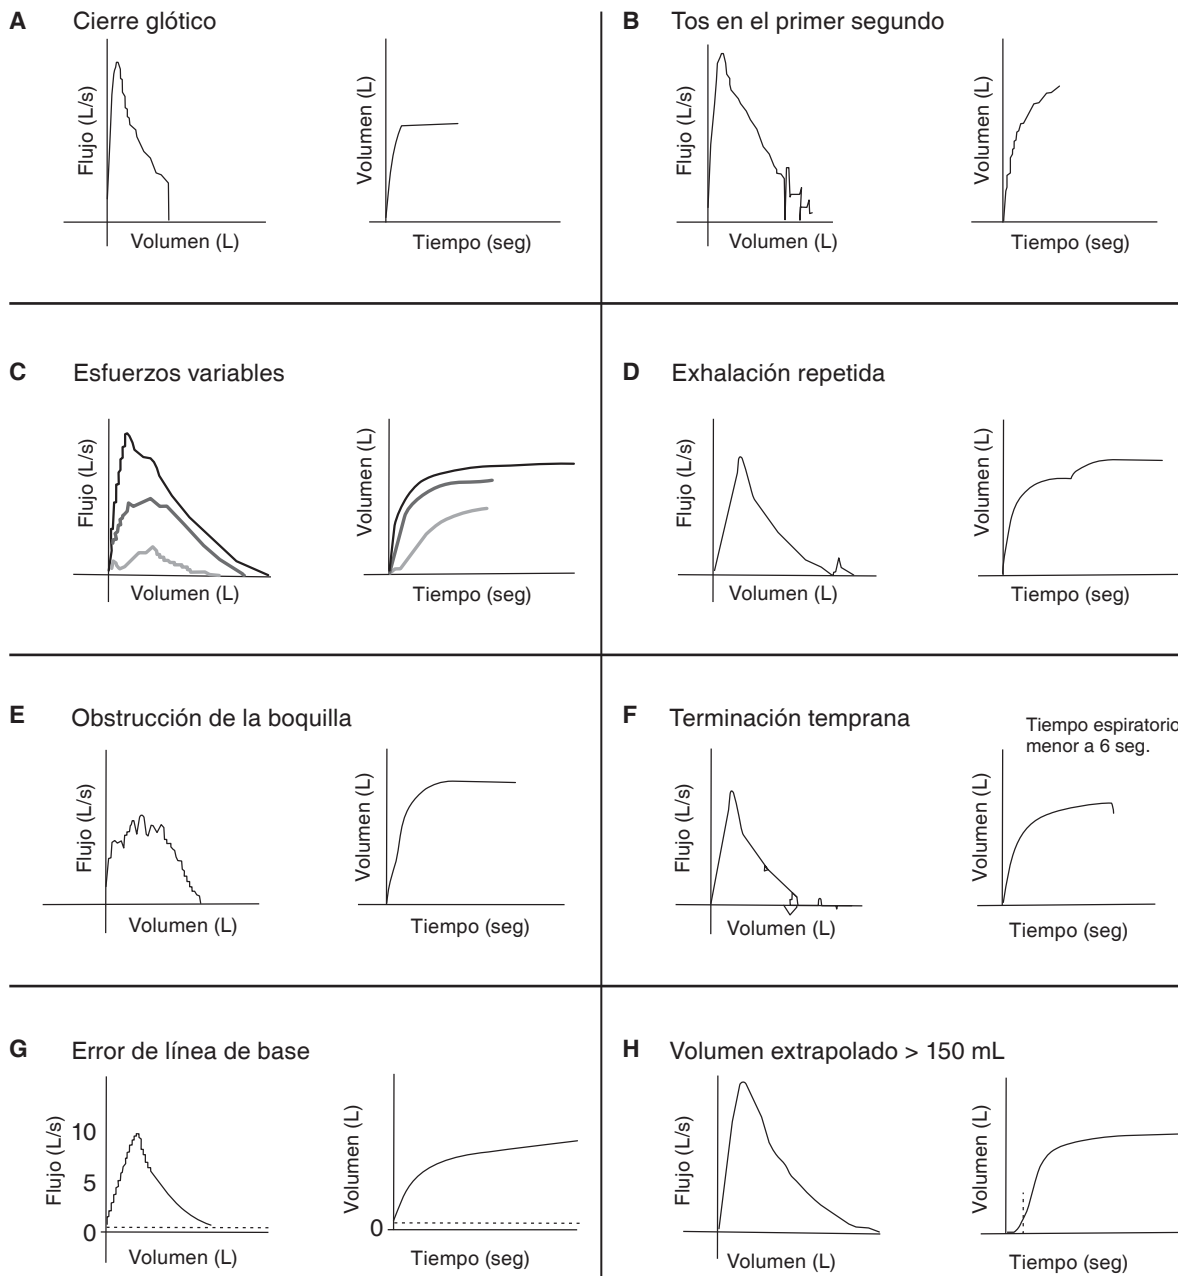 A Cierre glótico
Flujo (L/s)
Volumen (L)
Volumen (L)
Tiempo (seg)
B Tos en el primer segundo
Flujo (L/s)
Volumen (L)
Volumen (L)
Tiempo (seg)
C Esfuerzos variables
Flujo (L/s)
Volumen (L)
Volumen (L)
Tiempo (seg)
D Exhalación repetida
Flujo (L/s)
Volumen (L)
Volumen (L)
Tiempo (seg)
E Obstrucción de la boquilla
Flujo (L/s)
Volumen (L)
Volumen (L)
Tiempo (seg)
F Terminación temprana
Tiempo espiratorio
menor a 6 seg.
Flujo (L/s)
Volumen (L)
Volumen (L)
Tiempo (seg)
G Error de línea de base
Flujo (L/s)
10
5
0
Volumen (L)
Volumen (L)
0
Tiempo (seg)
H Volumen extrapolado > 150 mL
Flujo (L/s)
Volumen (L)
Volumen (L)
Tiempo (seg)